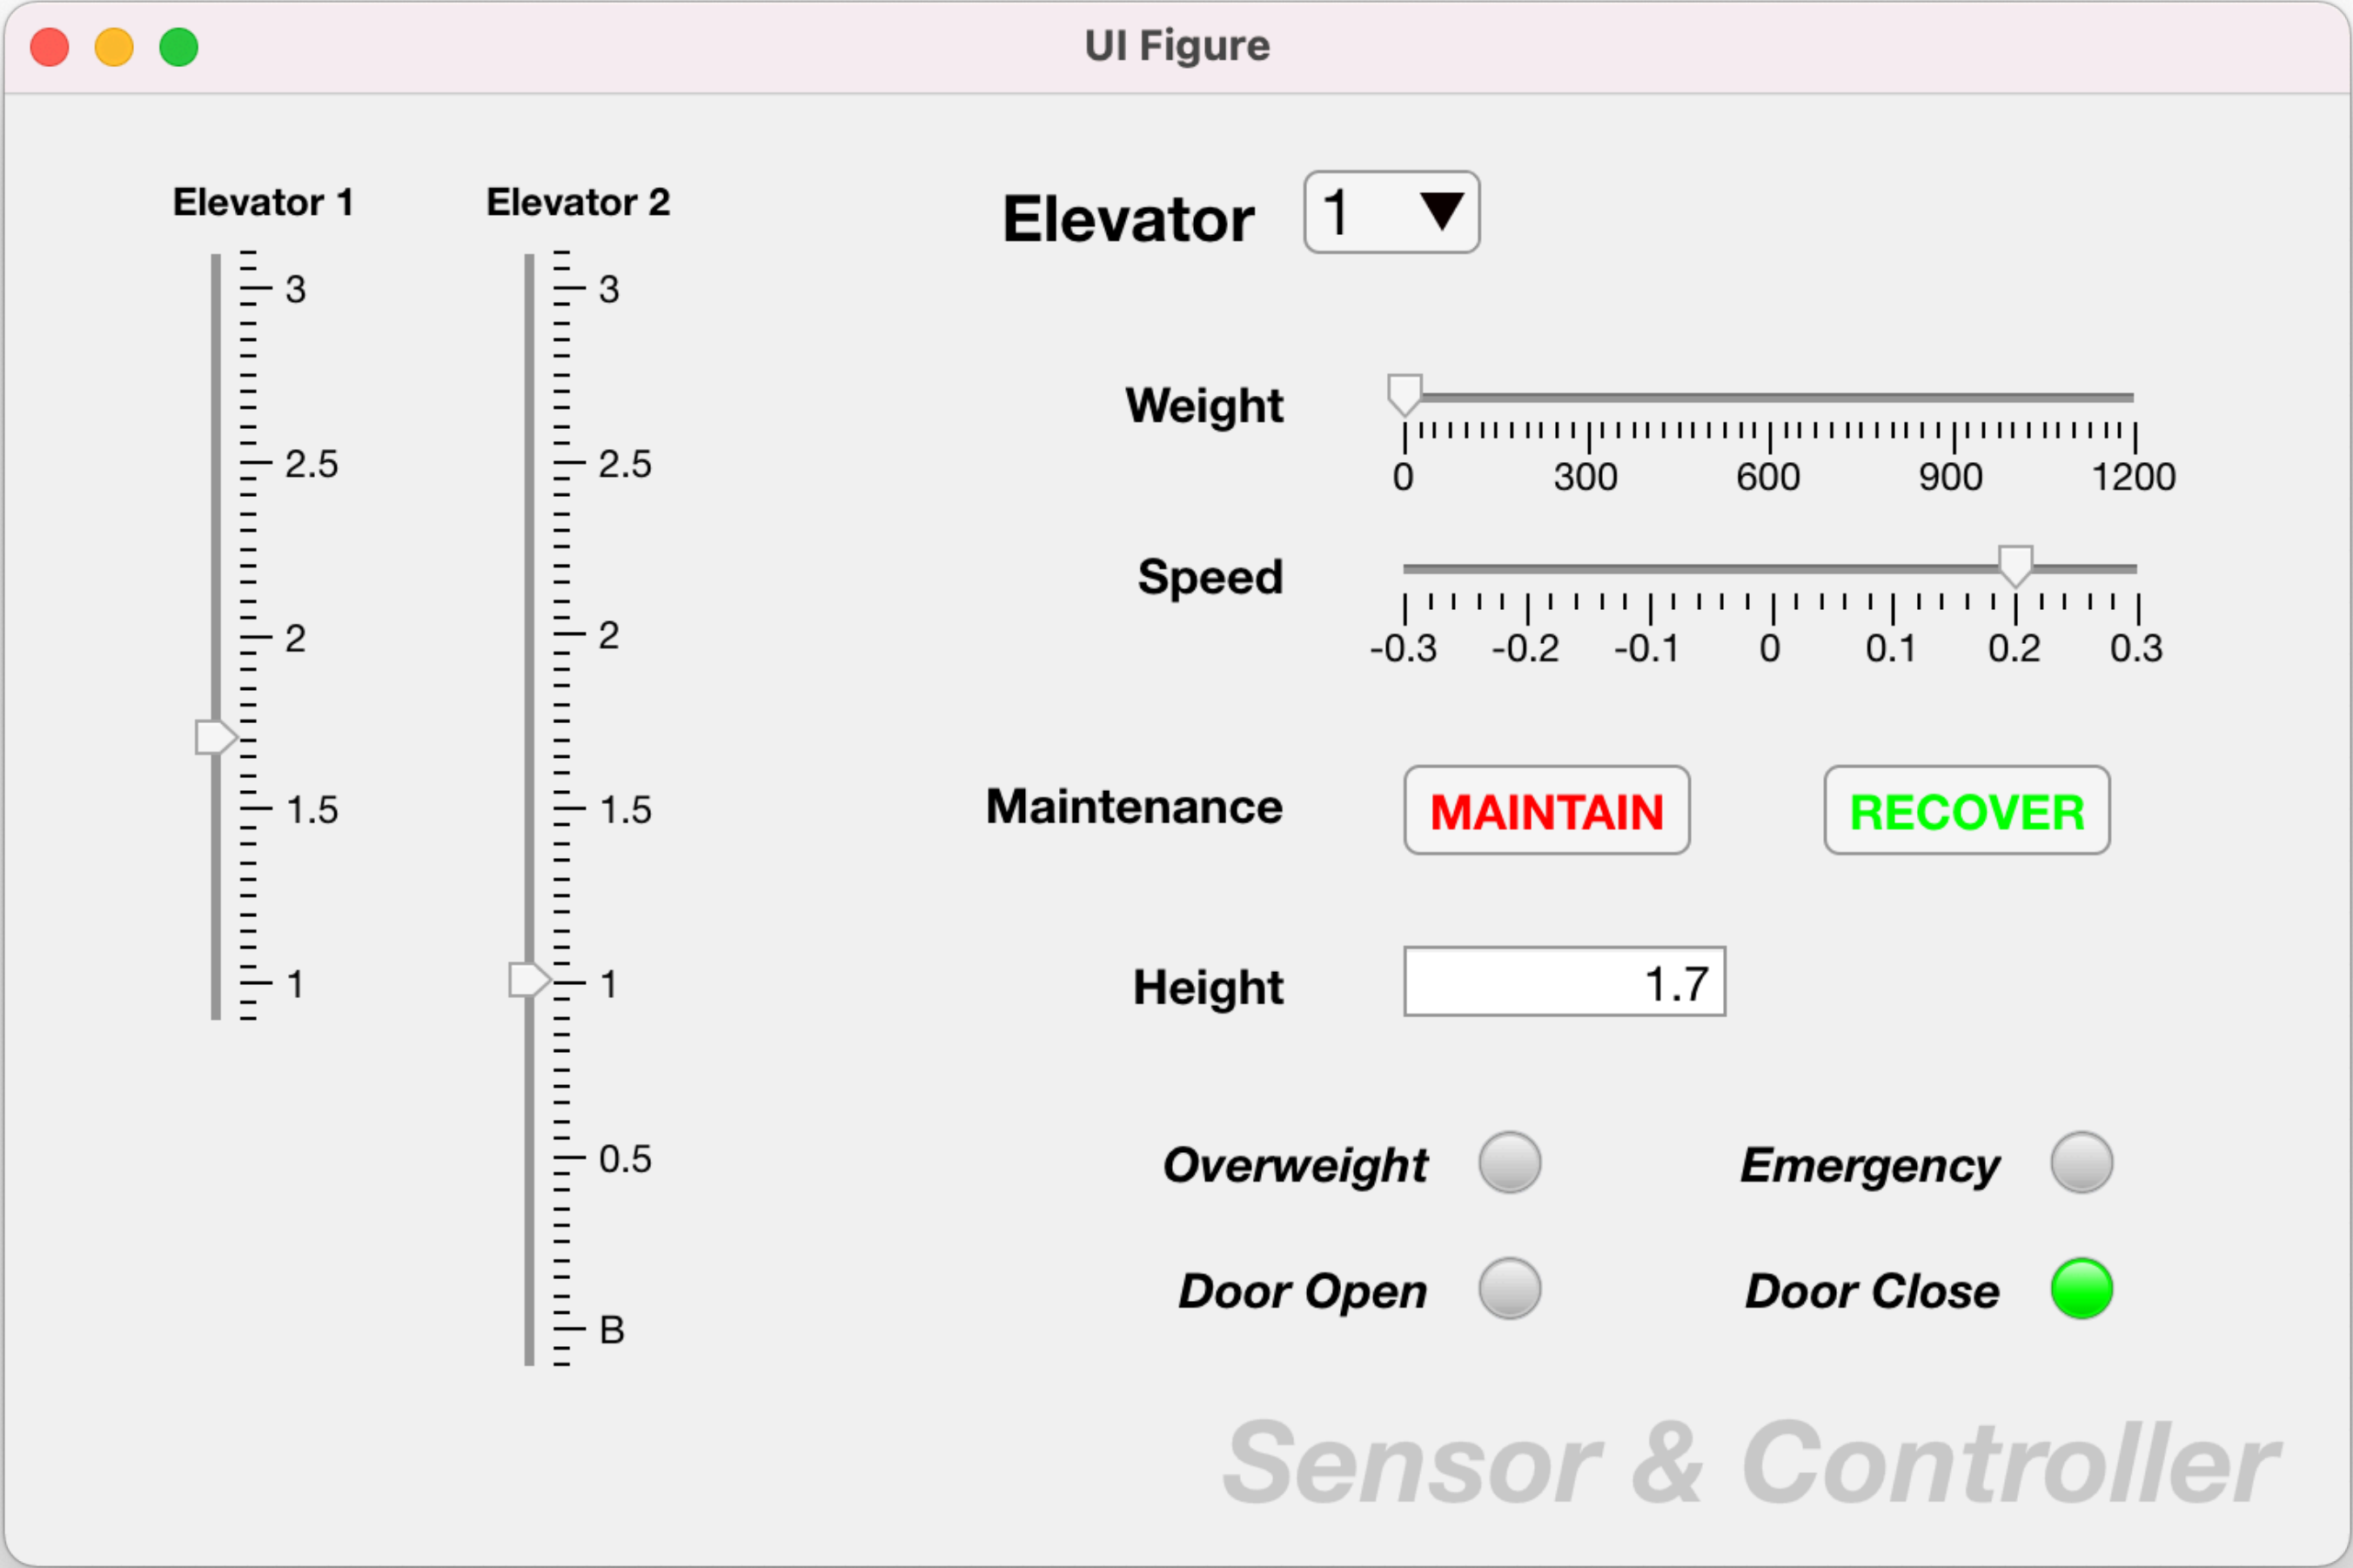 UI Figure
Elevator 1
3
2.5
2
1.5
1
Elevator 2
3
2.5
2
1.5
1
0.5
B
Elevator 1
Weight
0 300 600 900 1200
Speed
-0.3 -0.2 -0.1 0 0.1 0.2 0.3
Maintenance MAINTAIN RECOVER
Height 1.7
Overweight Emergency
Door Open Door Close
Sensor & Controller